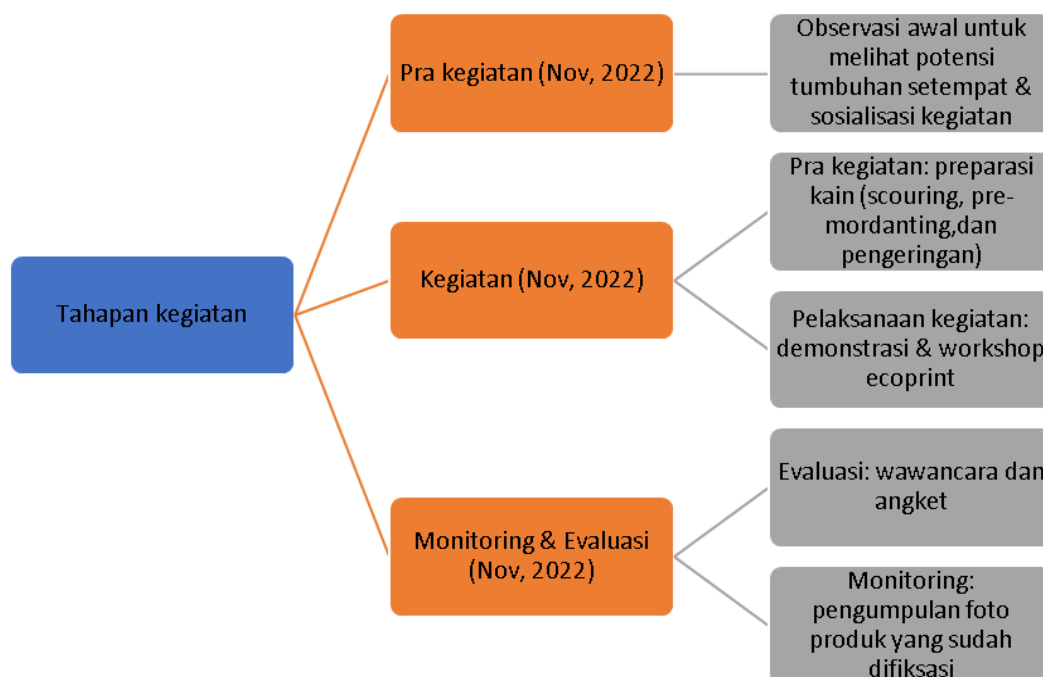 Tahapan kegiatan
Pra kegiatan (Nov, 2022)
Observasi awal untuk
melihat potensi
tumbuhan setempat &
sosialisasi kegiatan
Kegiatan (Nov, 2022)
Pra kegiatan: preparasi
kain (scouring, pre-
mordanting,dan
pengeringan)
Pelaksanaan kegiatan:
demonstrasi & workshop
ecoprint
Monitoring & Evaluasi
(Nov, 2022)
Evaluasi: wawancara dan
angket
Monitoring:
pengumpulan foto
produk yang sudah
difiksasi